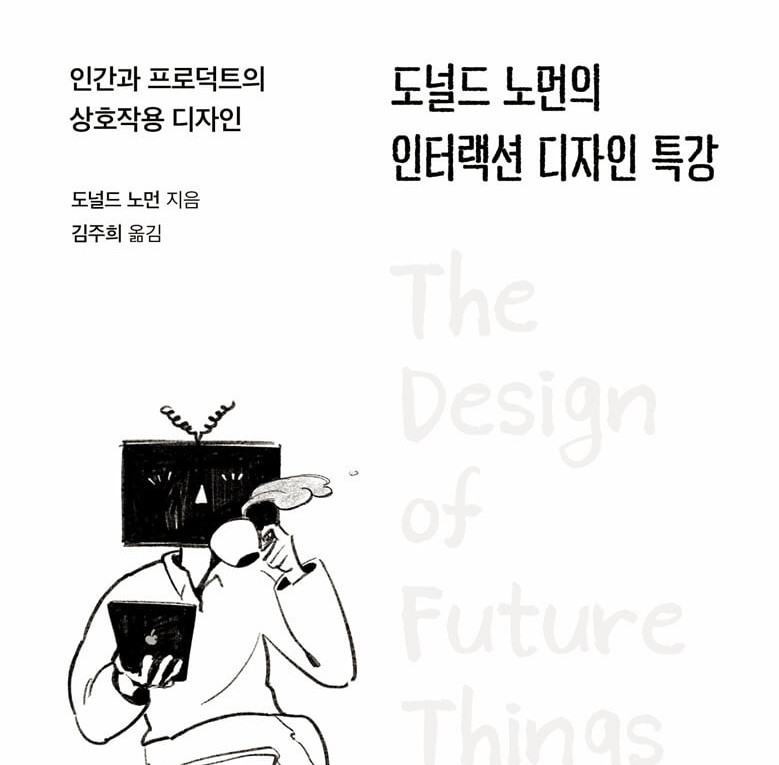 인간과 프로덕트의
상호작용 디자인
도널드 노먼 지음
김주희 옮김
도널드 노먼의
인터랙션 디자인 특강
The
Design
of
Future
Things